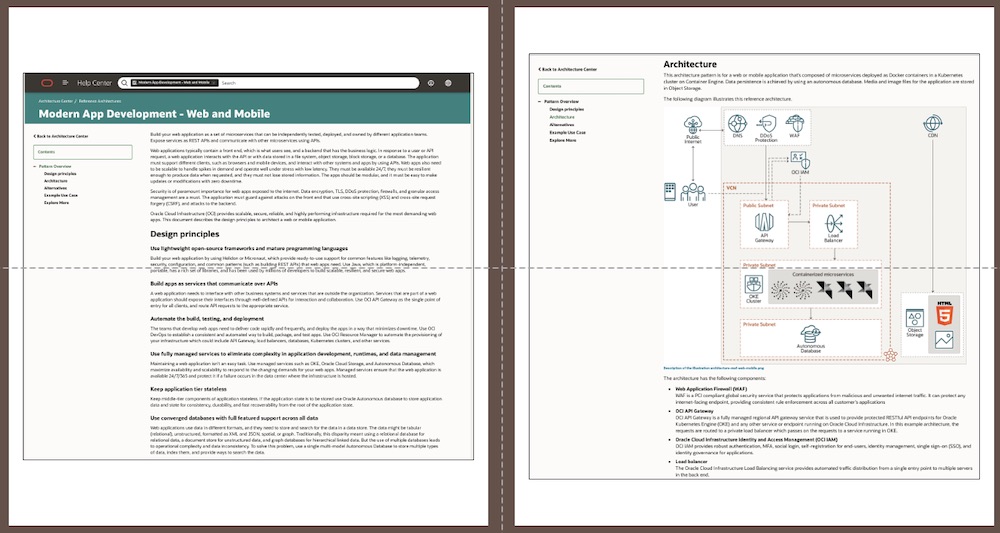 Help Center
Modern App Development - Web and Mobile
Search
Architecture Center / Reference Architectures
Modern App Development - Web and Mobile
Back to Architecture Center
Contents
Pattern Overview
Design principles
Architecture
Alternatives
Example Use Case
Explore More
Build your web application as a set of microservices that can be independently tested, deployed, and owned by different application-teams.
Expose services as REST APIs and communicate with other microservices using APIs.
Web applications typically contain a front end, which is what users see, and a backend that has the business logic. In response to a user or API
request, a web application interacts with the API or with data stored in a file system, object storage, block storage, or a database. The application
must support different clients, such as browsers and mobile devices, and interact with other systems and apps by using APIs. Web apps also need
to be scalable to handle spikes in demand and operate well under stress with low latency. They must be available 24/7, they must be resilient
enough to produce data when requested, and they must not lose stored information. The app should be modular, and it must be easy to make
updates or modifications with zero downtime.
Security is of paramount importance for web apps exposed to the internet. Data encryption, TLS, DDoS protection, firewalls, and granular access
management are a must. The application must guard against attacks on the front end that use cross-site scripting (XSS) and cross-site request
forgery (CSRF), and attacks to the backend.
Oracle Cloud Infrastructure (OCI) provides scalable, secure, reliable, and highly performing infrastructure required for the most demanding web
apps. This document describes the design principles to architect a web or mobile application.
Design principles
Use lightweight open-source frameworks and mature programming languages
Build your web application by using Helidon or Micronaut, which provide ready-to-use support for common features like logging, telemetry,
security, configuration, and common patterns (such as building REST APIs) that web apps need. Use Java, which is platform-independent,
portable, has a rich set of libraries, and has been used by millions of developers to build scalable, resilient, and secure web apps.
Build apps as services that communicate over APIs
A web application needs to interface with other business systems and services that are outside the organization. Services that are part of a web
application should expose their interfaces through well-defined APIs for interaction and collaboration. Use OCI API Gateway as the single point of
entry for all clients, and route API requests to the appropriate service.
Automate the build, testing, and deployment
The teams that develop web apps need to deliver code rapidly and frequently, and deploy the apps in a way that minimizes downtime. Use OCI
DevOps to establish a consistent and automated way to build, package, and test apps. Use OCI Resource Manager to automate the provisioning of
your infrastructure which could include API Gateway, load balancers, databases, Kubernetes clusters, and other services.
Use fully managed services to eliminate complexity in application development, runtimes, and data management
Maintaining a web application isn't an easy task. Use managed services such as OKE, Oracle Cloud Storage, and Autonomous Database, which
maximize availability and scalability to respond to the changing demands for your web apps. Managed services ensure that the web application is
available 24/7/365 and protect it if a failure occurs in the data center where the infrastructure is hosted.
Keep application tier stateless
Keep middle-tier components of application stateless. If the application state is to be stored use Oracle Autonomous Database to store application
data and state for consistency, durability, and fast recoverability from the root of the application state.
Use converged databases with full featured support across all data
Web applications use data in different formats, and they need to store and search for the data in a data store. The data might be tabular
(relational), unstructured, formatted as XML and JSON, spatial, or graph. Traditionally, this disparity meant using a relational database for
relational data, a document store for unstructured data, and graph databases for hierarchical linked data. But the use of multiple databases leads
to operational complexity and data inconsistency. To solve this problem, use a single multi-model Autonomous Database to store multiple types
of data, index them, and provide ways to search the data.
Back to Architecture Center
Contents
Pattern Overview
Design principles
Architecture
Alternatives
Example Use Case
Explore More
Architecture
This architecture pattern is for a web or mobile application that's composed of microservices deployed as Docker containers in a Kubernetes
cluster on Container Engine. Data persistence is achieved by using an autonomous database. Media and image files for the application are stored
in Object Storage.
The following diagram illustrates this reference architecture.
Public Internet
DNS
DDoS Protection
WAF
CDN
OCI IAM
User
VCN
Public Subnet
API Gateway
Private Subnet
Load Balancer
Private Subnet
OKE Cluster
Containerized microservices
Private Subnet
Autonomous Database
Object Storage
HTML
5
Description of the illustration architecture-oci-web-mobile.png
The architecture has the following components:
Web Application Firewall (WAF)
WAF is a PCI compliant global security service that protects applications from malicious and unwanted internet traffic. It can protect any
internet-facing endpoint, providing consistent rule enforcement across all customer's applications
OCI API Gateway
OCI API Gateway is a fully managed regional API gateway service that is used to provide protected RESTful API endpoints for Oracle
Kubernetes Engine (OKE) and any other service or endpoint running on Oracle Cloud Infrastructure. In this example architecture, the
requests are routed to a private load balancer which passes on the requests to a service running in OKE.
Oracle Cloud Infrastructure Identity and Access Management (OCI IAM)
OCI IAM provides robust authentication, MFA, social login, self-registration for end-users, identity management, single sign-on (SSO), and
identity governance for applications.
Load balancer
The Oracle Cloud Infrastructure Load Balancing service provides automated traffic distribution from a single entry point to multiple servers
in the back end.